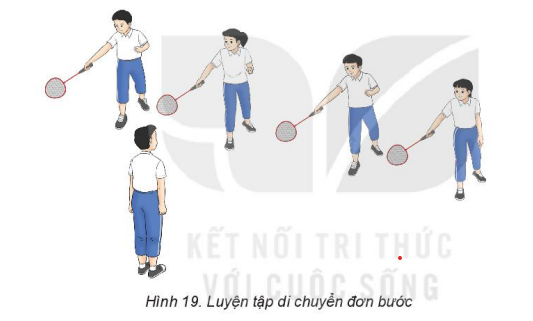 KẾT NỐI TRI THỨC
VỚI CUỘC SỐNG
Hình 19. Luyện tập di chuyển đơn bước